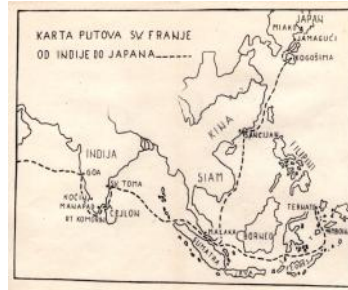 KARTA PUTOVA SV FRANJE
OD INDIJE DO JAPANA
JAPAN
MIAKO
JAMAGUĆI
KOGOŠIMA
KINA
SANCIJAN
INDIJA
GOA
SV TOMA
SIAM
FILIPINI
KOČIN
MANAPAR
RT KOMORIN
CEJLON
MALAKA
BORNEO
TERNATE
SUMATRA
JAVA